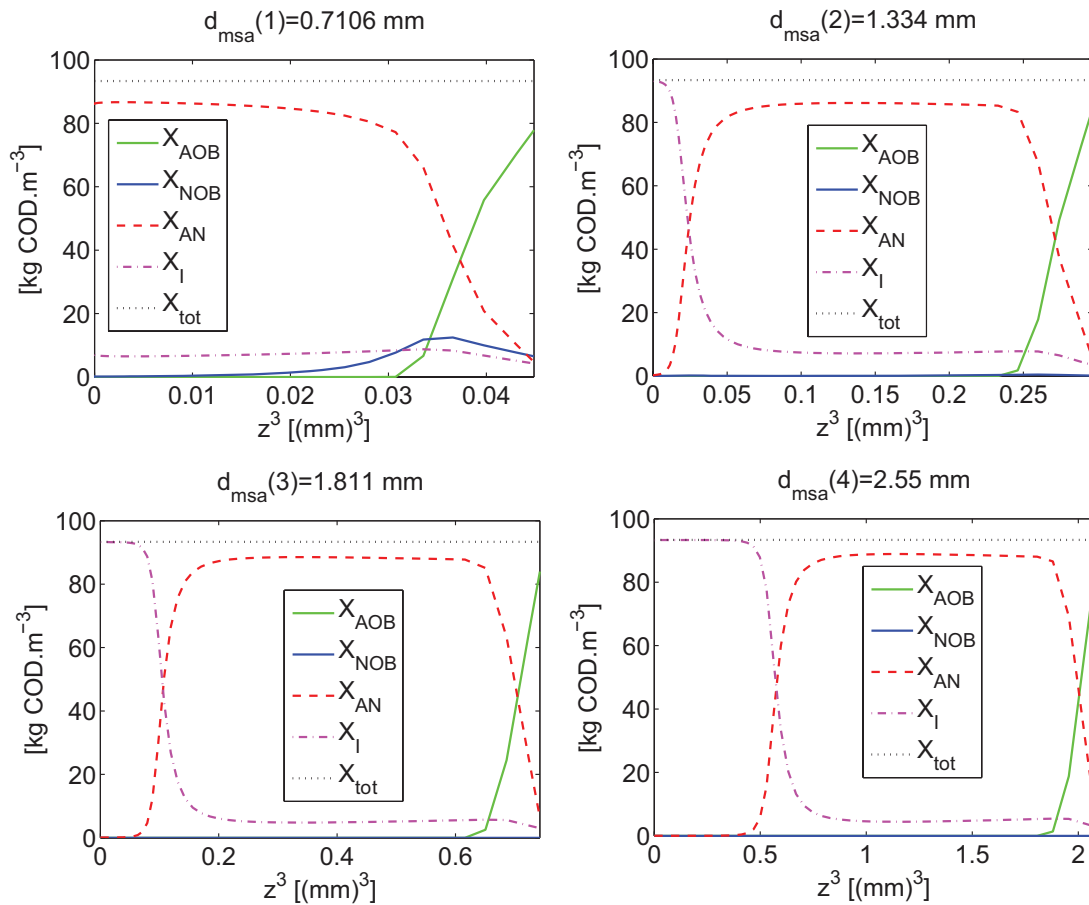 d_msa(1)=0.7106 mm
100
80
60
40
20
0
[kg COD.m⁻³]
X_AOB
X_NOB
X_AN
X_I
X_tot
0 0.01 0.02 0.03 0.04
z³ [(mm)³]
d_msa(2)=1.334 mm
100
80
60
40
20
0
[kg COD.m⁻³]
X_AOB
X_NOB
X_AN
X_I
X_tot
0 0.05 0.1 0.15 0.2 0.25
z³ [(mm)³]
d_msa(3)=1.811 mm
100
80
60
40
20
0
[kg COD.m⁻³]
X_AOB
X_NOB
X_AN
X_I
X_tot
0 0.2 0.4 0.6
z³ [(mm)³]
d_msa(4)=2.55 mm
100
80
60
40
20
0
[kg COD.m⁻³]
X_AOB
X_NOB
X_AN
X_I
X_tot
0 0.5 1 1.5 2
z³ [(mm)³]